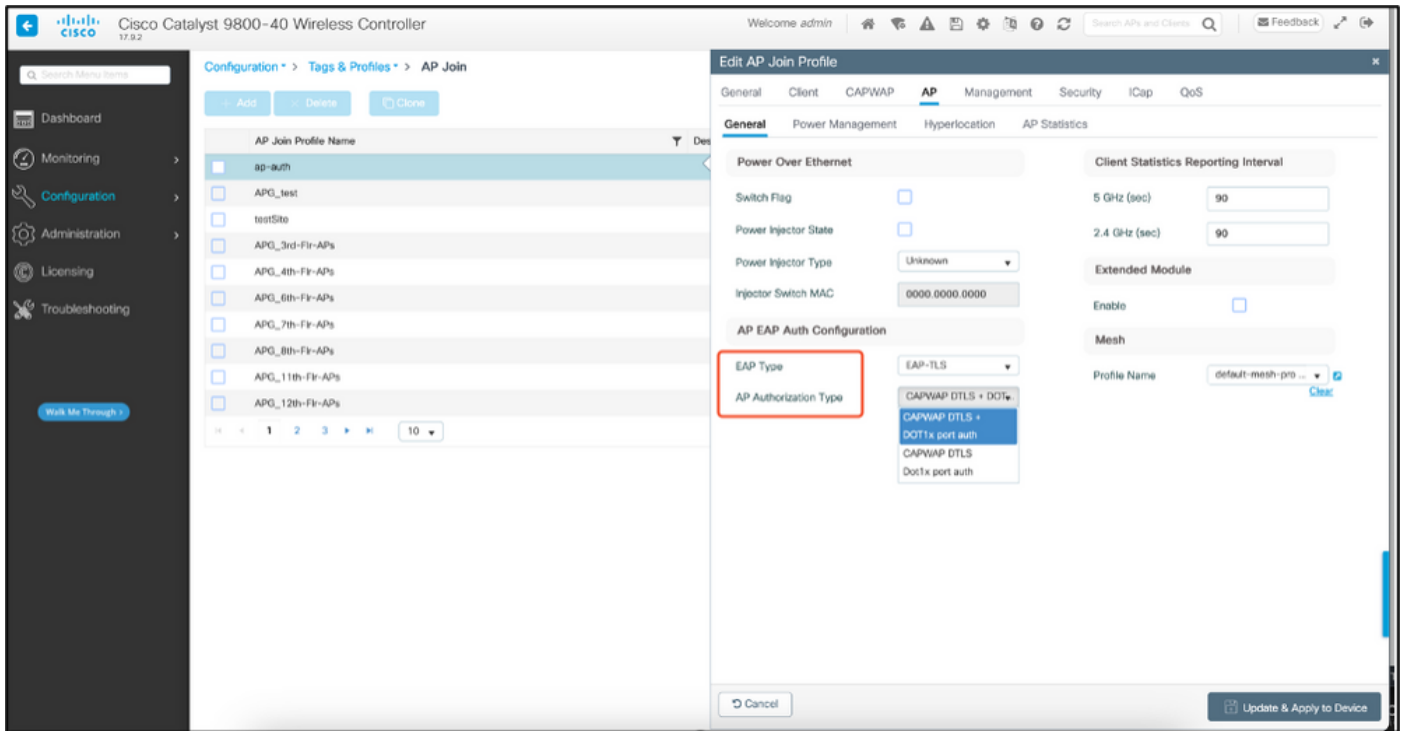 CISCO
Cisco Catalyst 9800-40 Wireless Controller
17.9.2
Welcome admin
Search APs and Clients
Feedback
Search Menu Items
Dashboard
Monitoring
Configuration
Administration
Licensing
Troubleshooting
Walk Me Through >
Configuration > Tags & Profiles > AP Join
+ Add
× Delete
Clone
AP Join Profile Name
Des
ap-auth
APG_test
testSite
APG_3rd-Flr-APs
APG_4th-Flr-APs
APG_6th-Flr-APs
APG_7th-Flr-APs
APG_8th-Flr-APs
APG_11th-Flr-APs
APG_12th-Flr-APs
1 2 3 10
Edit AP Join Profile
General Client CAPWAP AP Management Security ICap QoS
General Power Management Hyperlocation AP Statistics
Power Over Ethernet
Switch Flag
Power Injector State
Power Injector Type Unknown
Injector Switch MAC 0000.0000.0000
AP EAP Auth Configuration
EAP Type EAP-TLS
AP Authorization Type CAPWAP DTLS + DOT
CAPWAP DTLS +
DOT1x port auth
CAPWAP DTLS
Dot1x port auth
Client Statistics Reporting Interval
5 GHz (sec) 90
2.4 GHz (sec) 90
Extended Module
Enable
Mesh
Profile Name default-mesh-pro ...
Clear
Cancel
Update & Apply to Device